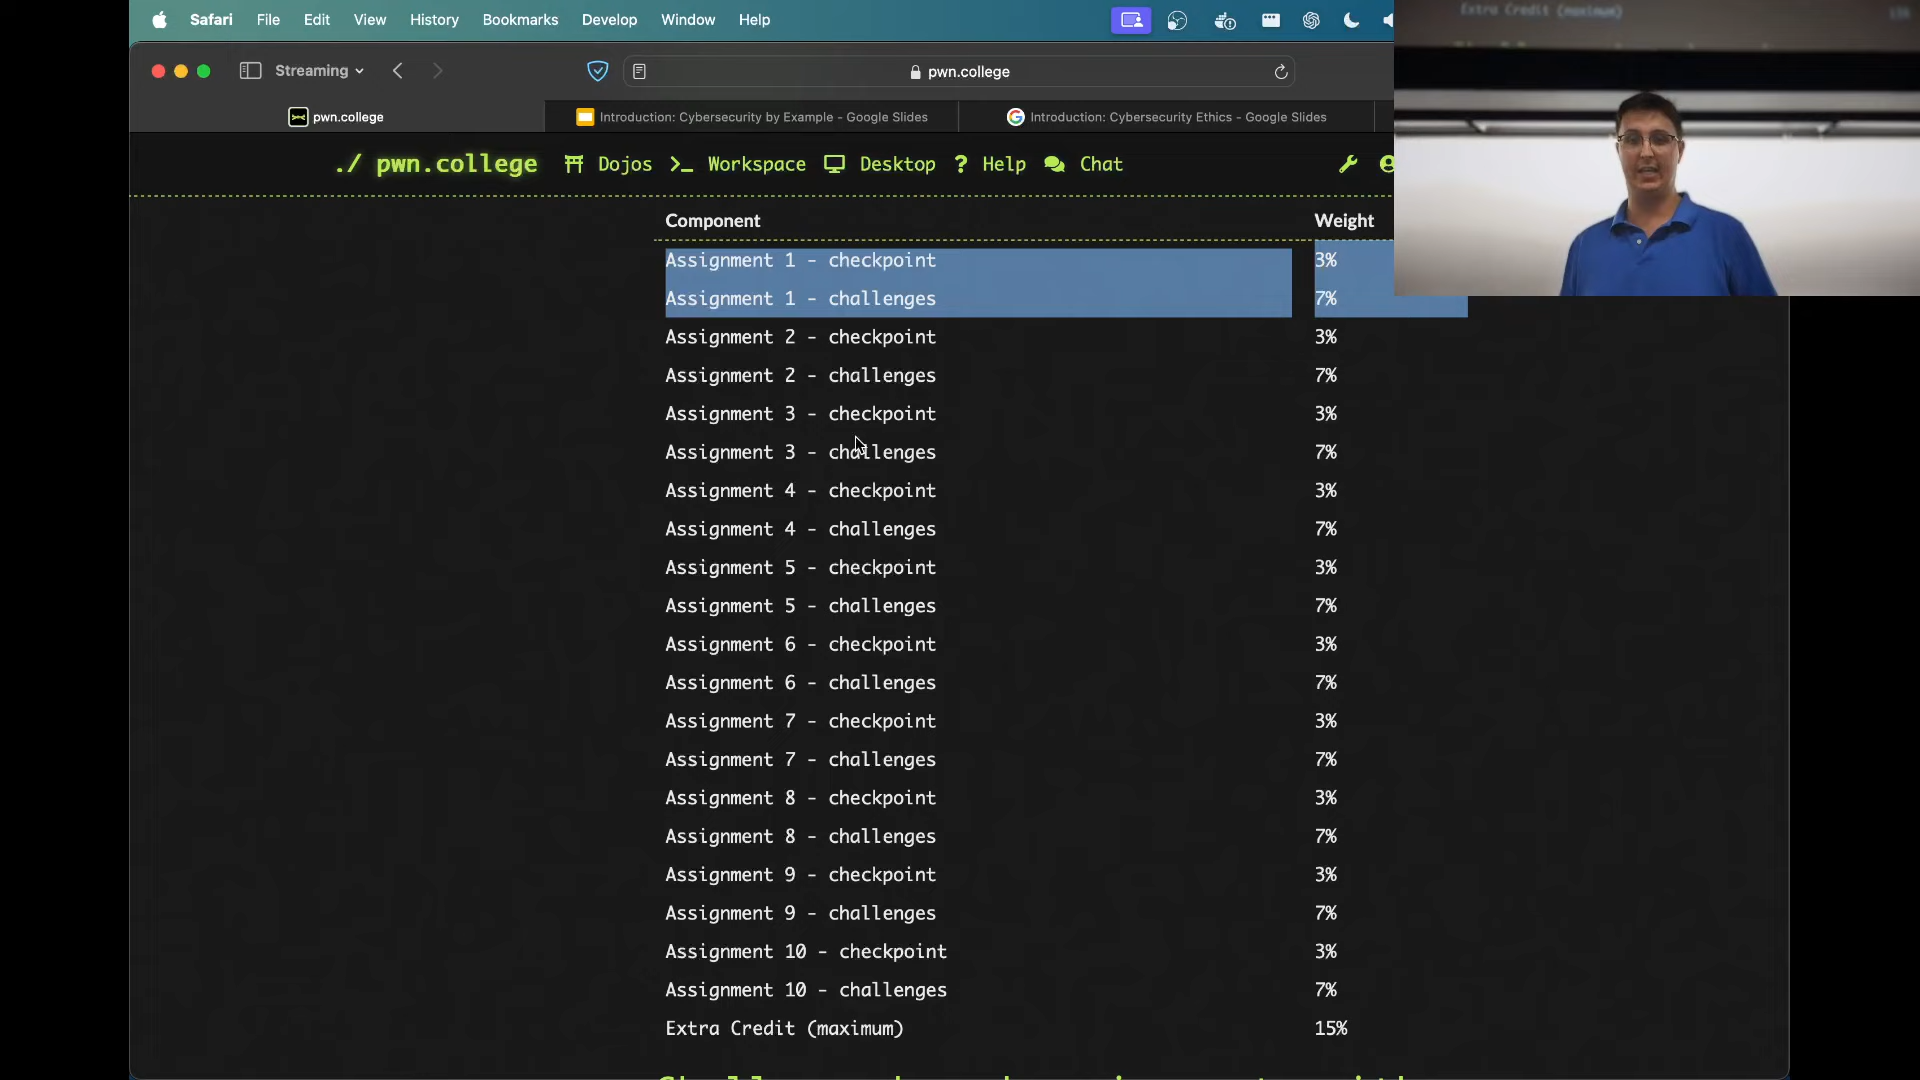 Safari File Edit View History Bookmarks Develop Window Help
Extra Credit (maximum)
Streaming
pwn.college
pwn.college
Introduction: Cybersecurity by Example - Google Slides
Introduction: Cybersecurity Ethics - Google Slides
./ pwn.college Dojos Workspace Desktop ? Help Chat
Component Weight
Assignment 1 - checkpoint 3%
Assignment 1 - challenges 7%
Assignment 2 - checkpoint 3%
Assignment 2 - challenges 7%
Assignment 3 - checkpoint 3%
Assignment 3 - challenges 7%
Assignment 4 - checkpoint 3%
Assignment 4 - challenges 7%
Assignment 5 - checkpoint 3%
Assignment 5 - challenges 7%
Assignment 6 - checkpoint 3%
Assignment 6 - challenges 7%
Assignment 7 - checkpoint 3%
Assignment 7 - challenges 7%
Assignment 8 - checkpoint 3%
Assignment 8 - challenges 7%
Assignment 9 - checkpoint 3%
Assignment 9 - challenges 7%
Assignment 10 - checkpoint 3%
Assignment 10 - challenges 7%
Extra Credit (maximum) 15%